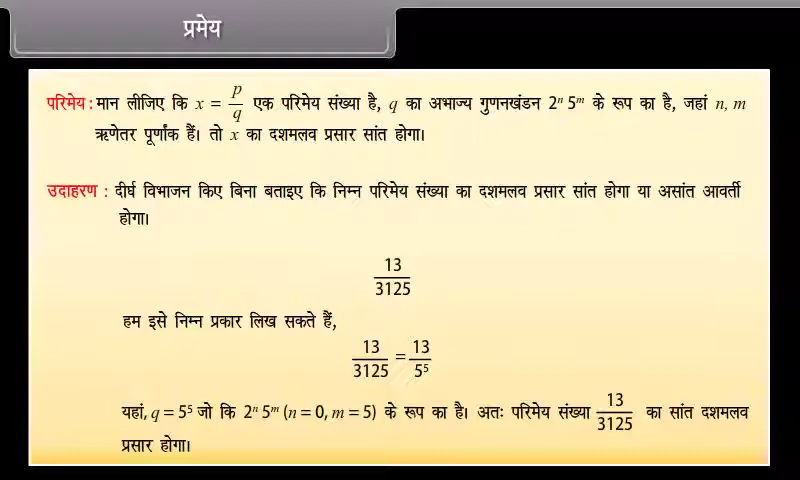 प्रमेय
परिमेय : मान लीजिए कि x = p/q एक परिमेय संख्या है, q का अभाज्य गुणनखंडन 2ⁿ 5ᵐ के रूप का है, जहां n, m
ऋणेतर पूर्णांक हैं। तो x का दशमलव प्रसार सांत होगा।
उदाहरण : दीर्घ विभाजन किए बिना बताइए कि निम्न परिमेय संख्या का दशमलव प्रसार सांत होगा या असांत आवर्ती
होगा।
13/3125
हम इसे निम्न प्रकार लिख सकते हैं,
13/3125 = 13/5⁵
यहां, q = 5⁵ जो कि 2ⁿ 5ᵐ (n = 0, m = 5) के रूप का है। अतः परिमेय संख्या 13/3125 का सांत दशमलव
प्रसार होगा।